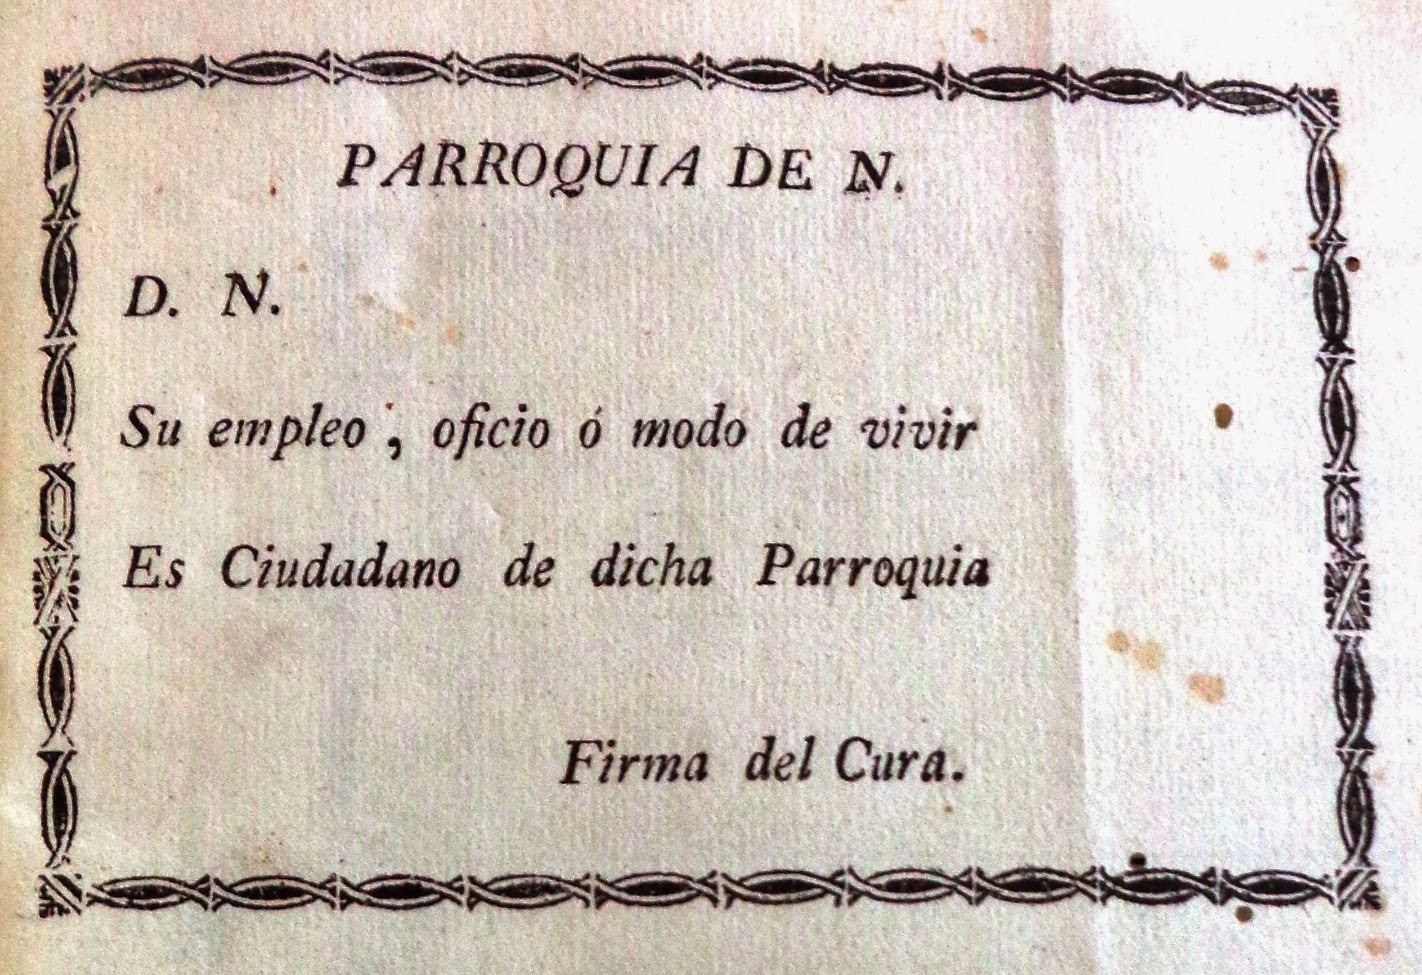 PARROQUIA DE N.
D. N.
Su empleo, oficio ó modo de vivir
Es Ciudadano de dicha Parroquia
Firma del Cura.